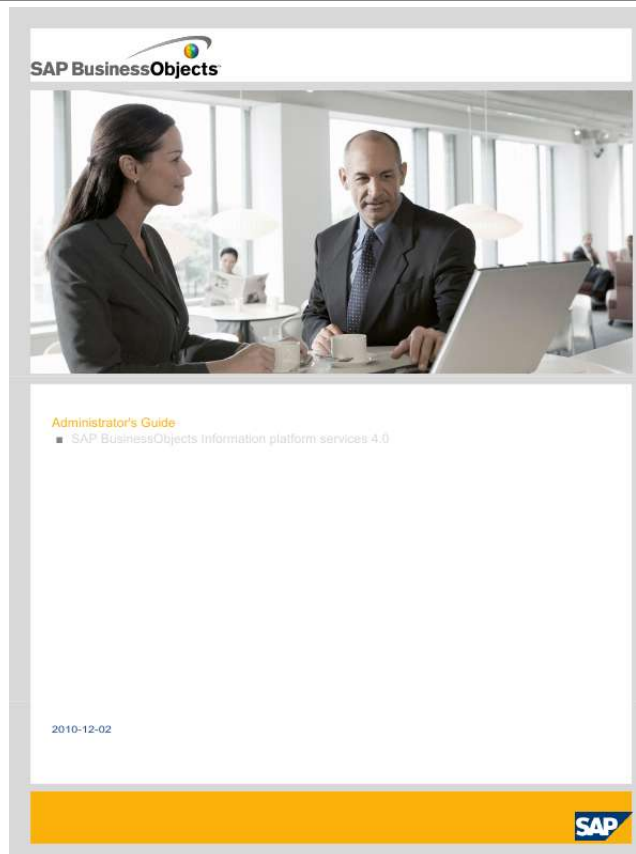 SAP BusinessObjects
Administrator's Guide
■ SAP BusinessObjects Information platform services 4.0
2010-12-02
SAP